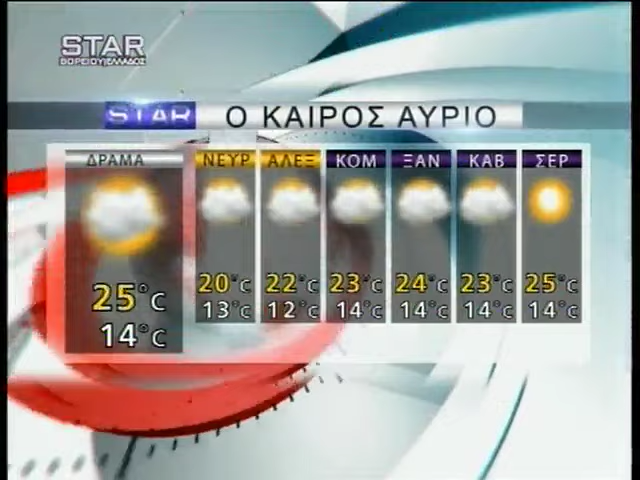 STAR
ΒΟΡΕΙΟΥ ΕΛΛΑΔΟΣ
STAR
Ο ΚΑΙΡΟΣ ΑΥΡΙΟ
ΔΡΑΜΑ ΝΕΥΡ ΑΛΕΞ ΚΟΜ ΞΑΝ ΚΑΒ ΣΕΡ
25°C 20°C 22°C 23°C 24°C 23°C 25°C
14°C 13°C 12°C 14°C 14°C 14°C 14°C